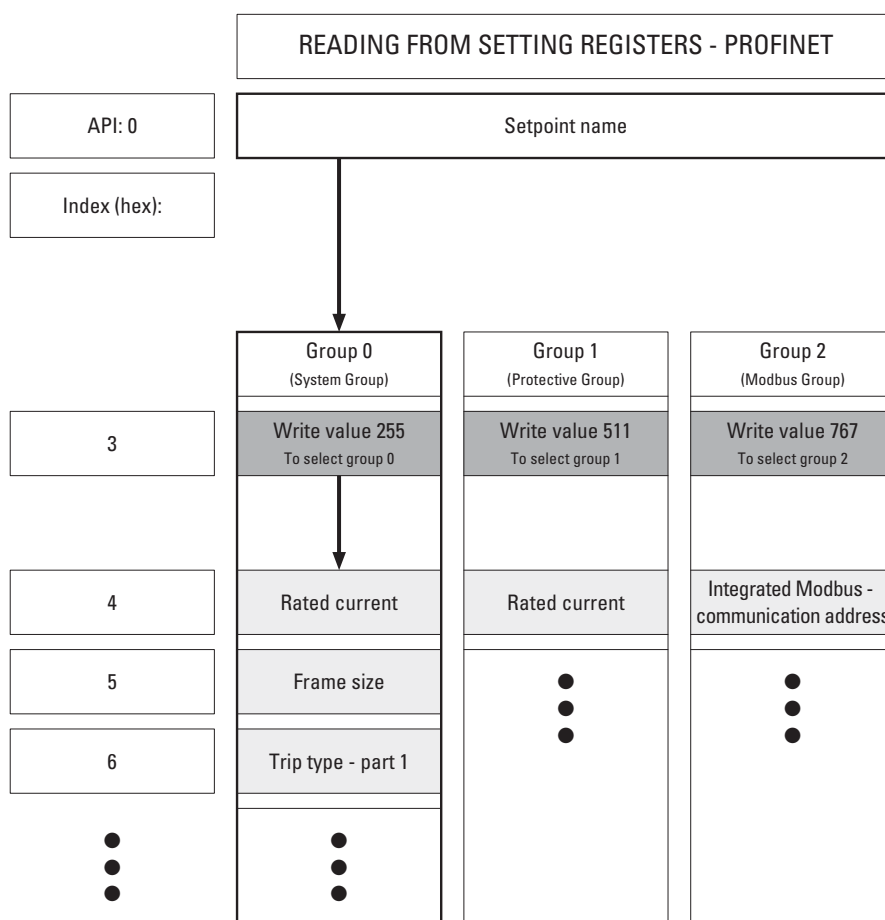 READING FROM SETTING REGISTERS - PROFINET
API: 0
Setpoint name
Index (hex):
Group 0
(System Group)
Group 1
(Protective Group)
Group 2
(Modbus Group)
3
Write value 255
To select group 0
Write value 511
To select group 1
Write value 767
To select group 2
4
Rated current
Rated current
Integrated Modbus -
communication address
5
Frame size
6
Trip type - part 1